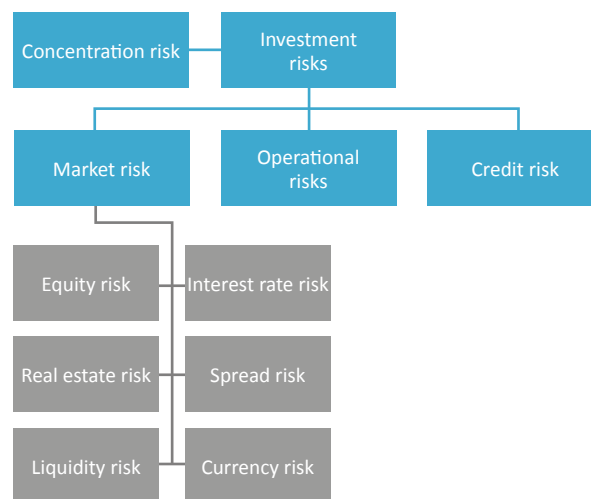 Concentration risk
Investment
risks
Market risk
Operational
risks
Credit risk
Equity risk
Interest rate risk
Real estate risk
Spread risk
Liquidity risk
Currency risk